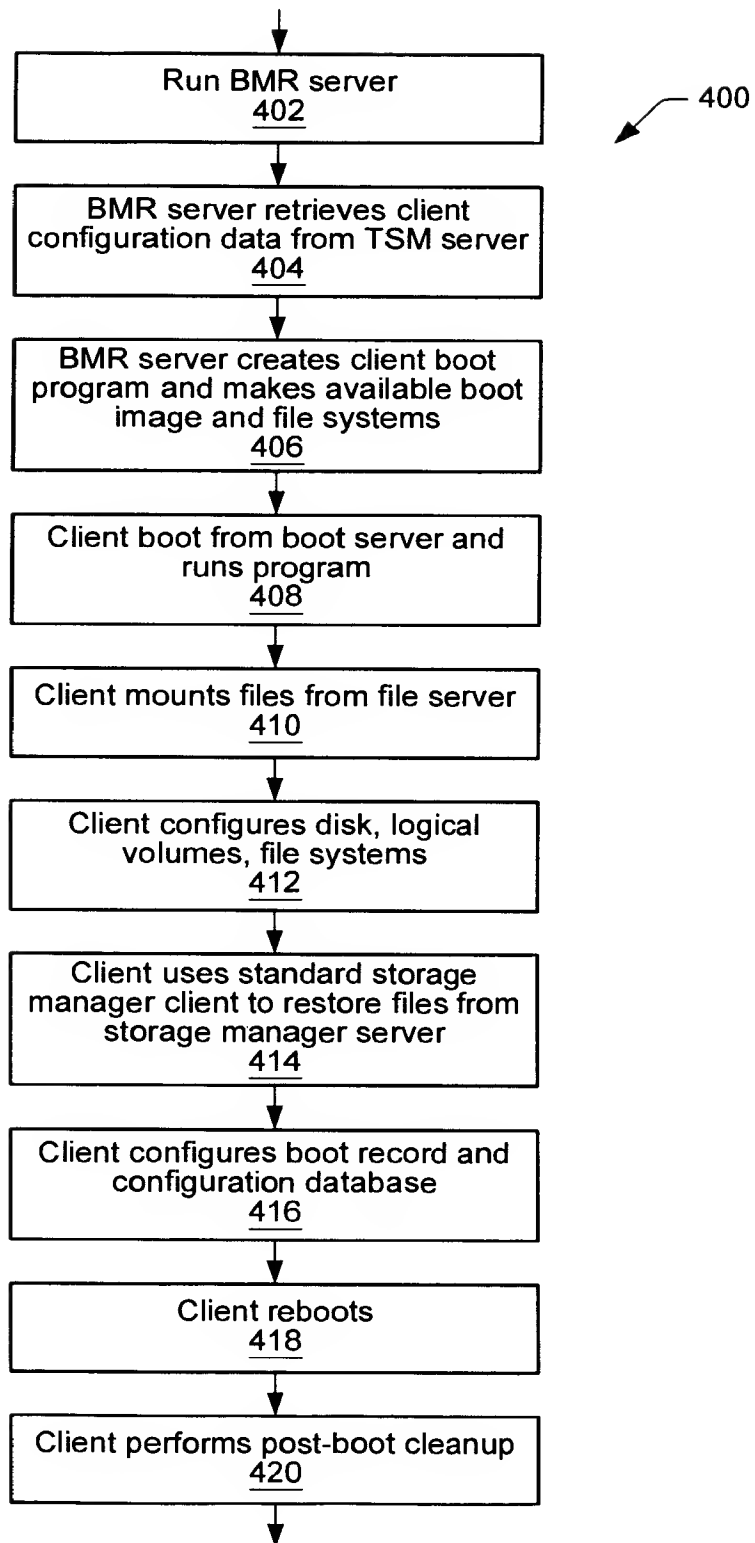 Run BMR server
402
400
BMR server retrieves client
configuration data from TSM server
404
BMR server creates client boot
program and makes available boot
image and file systems
406
Client boot from boot server and
runs program
408
Client mounts files from file server
410
Client configures disk, logical
volumes, file systems
412
Client uses standard storage
manager client to restore files from
storage manager server
414
Client configures boot record and
configuration database
416
Client reboots
418
Client performs post-boot cleanup
420